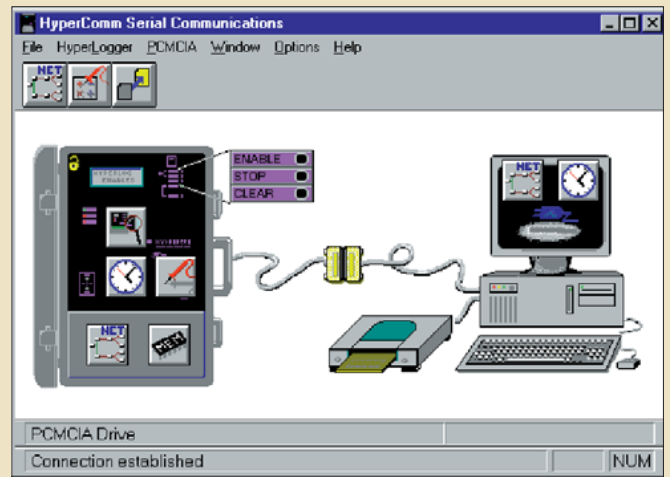 HyperComm Serial Communications
File HyperLogger PCMCIA Window Options Help
NET
ENABLE
STOP
CLEAR
NET
NET
MEM
PCMCIA Drive
Connection established NUM